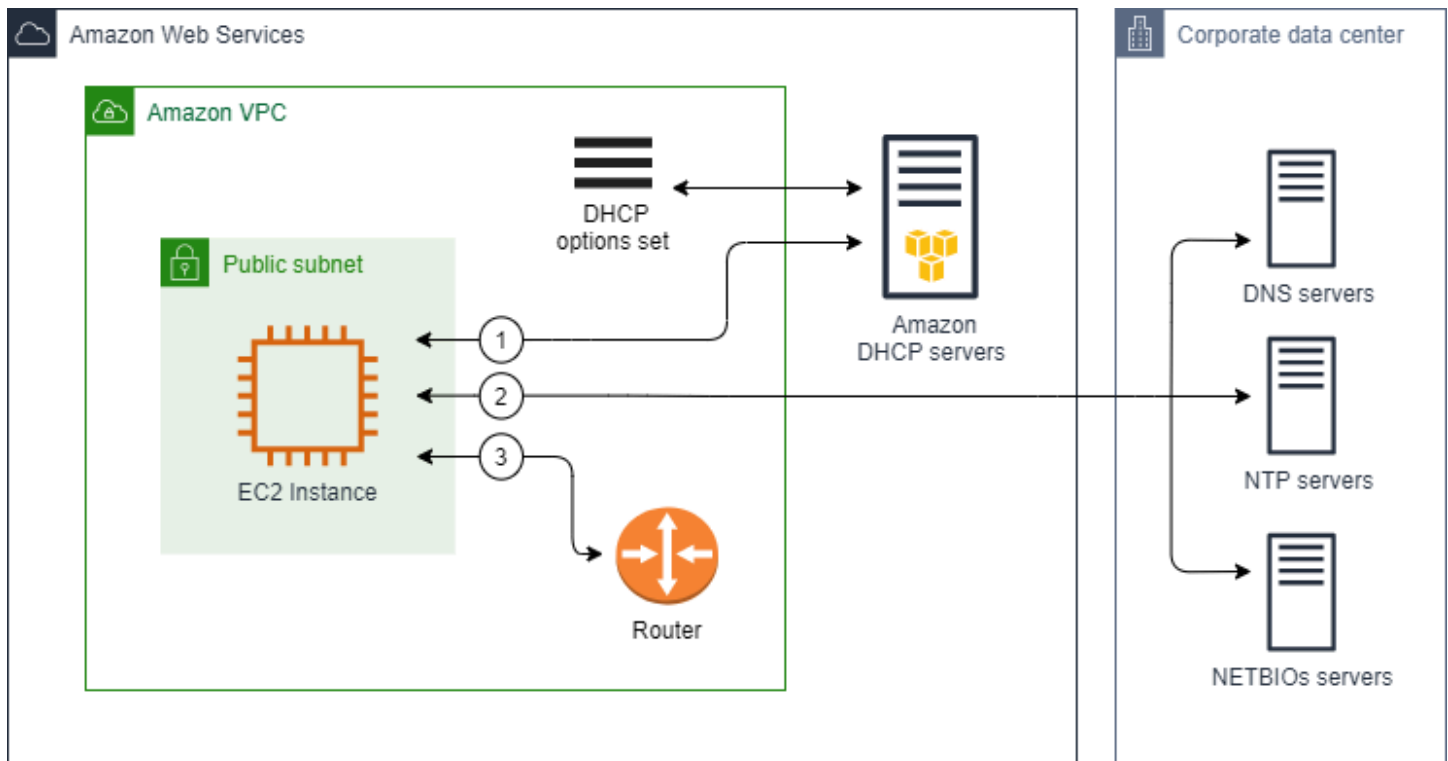 Amazon Web Services
Corporate data center
Amazon VPC
DHCP
options set
Public subnet
1
2
3
EC2 Instance
Router
Amazon
DHCP servers
DNS servers
NTP servers
NETBIOs servers